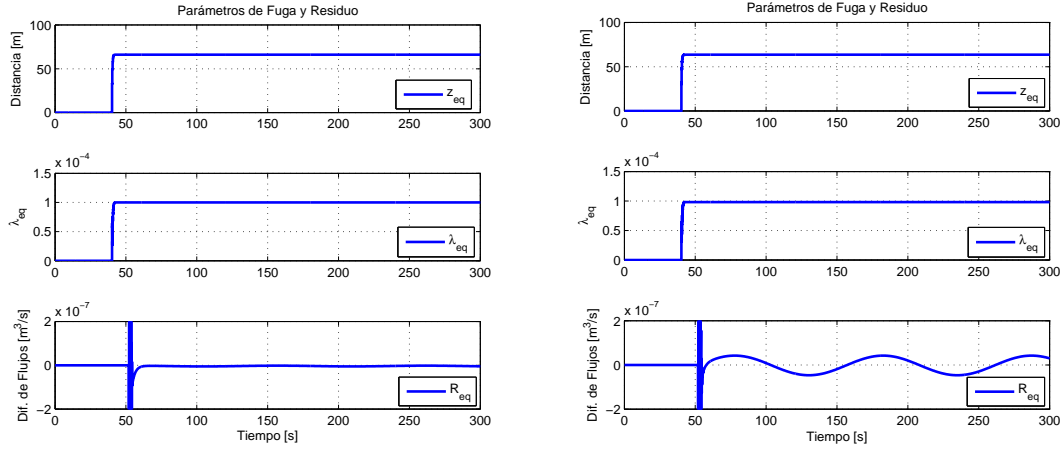 Parámetros de Fuga y Residuo
100
50
0
Distancia [m]
z_eq
0 50 100 150 200 250 300
x 10^−4
1.5
1
0.5
0
λ_eq
λ_eq
0 50 100 150 200 250 300
x 10^−7
2
0
−2
Dif. de Flujos [m^3/s]
R_eq
0 50 100 150 200 250 300
Tiempo [s]
Parámetros de Fuga y Residuo
100
50
0
Distancia [m]
z_eq
0 50 100 150 200 250 300
x 10^−4
1.5
1
0.5
0
λ_eq
λ_eq
0 50 100 150 200 250 300
x 10^−7
2
0
−2
Dif. de Flujos [m^3/s]
R_eq
0 50 100 150 200 250 300
Tiempo [s]